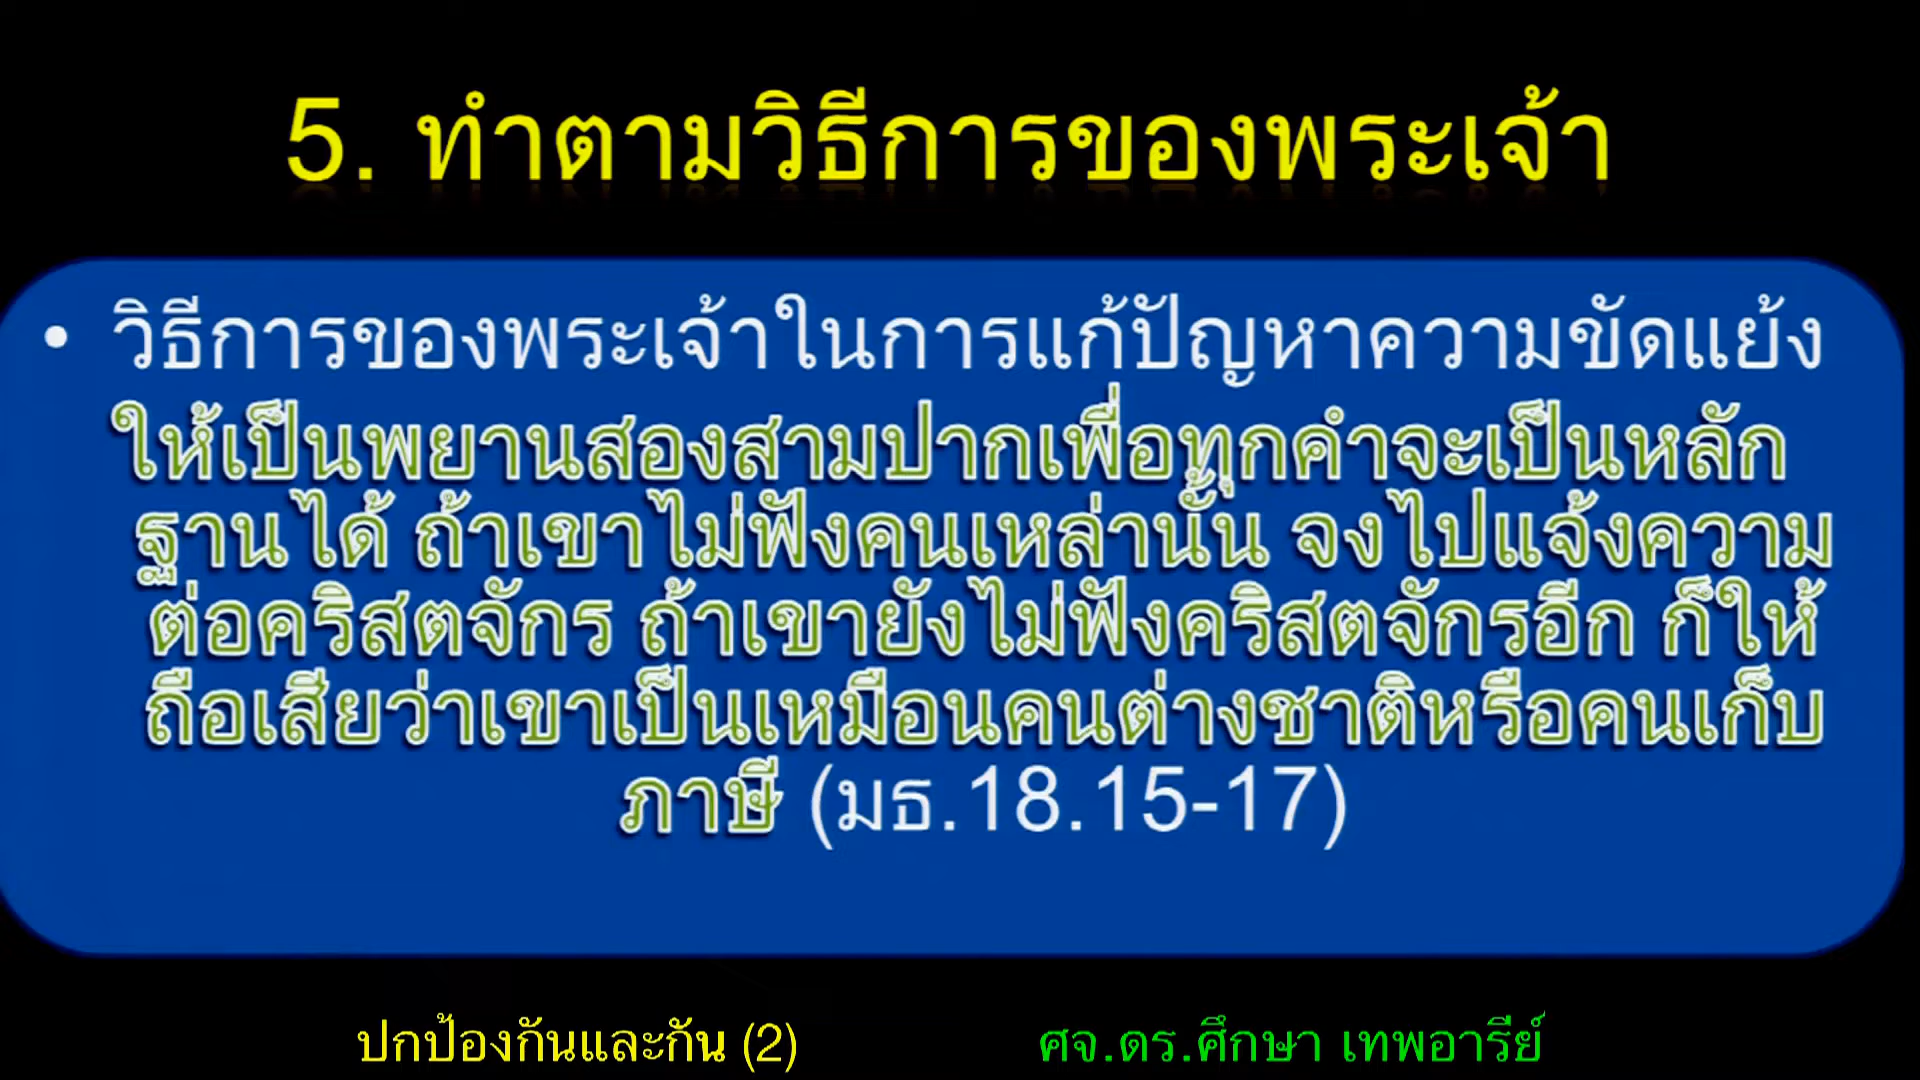 5. ทำตามวิธีการของพระเจ้า
• วิธีการของพระเจ้าในการแก้ปัญหาความขัดแย้ง
ให้เป็นพยานสองสามปากเพื่อทุกคำจะเป็นหลัก
ฐานได้ ถ้าเขาไม่ฟังคนเหล่านั้น จงไปแจ้งความ
ต่อคริสตจักร ถ้าเขายังไม่ฟังคริสตจักรอีก ก็ให้
ถือเสียว่าเขาเป็นเหมือนคนต่างชาติหรือคนเก็บ
ภาษี (มธ.18.15-17)
ปกป้องกันและกัน (2)
ศจ.ดร.ศึกษา เทพอารีย์